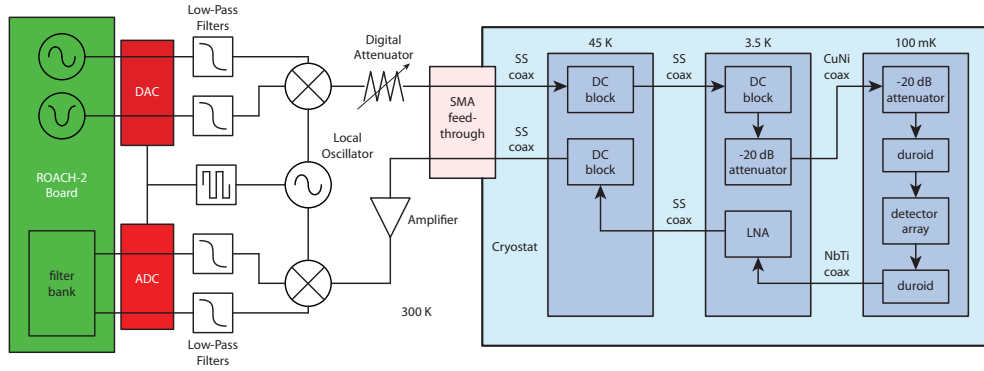 Low-Pass
Filters
Digital
Attenuator
DAC
ROACH-2
Board
Local
Oscillator
ADC
filter
bank
Amplifier
Low-Pass
Filters
300 K
SMA
feed-
through
Cryostat
SS
coax
SS
coax
45 K
DC
block
DC
block
SS
coax
SS
coax
3.5 K
DC
block
-20 dB
attenuator
LNA
CuNi
coax
NbTi
coax
100 mK
-20 dB
attenuator
duroid
detector
array
duroid